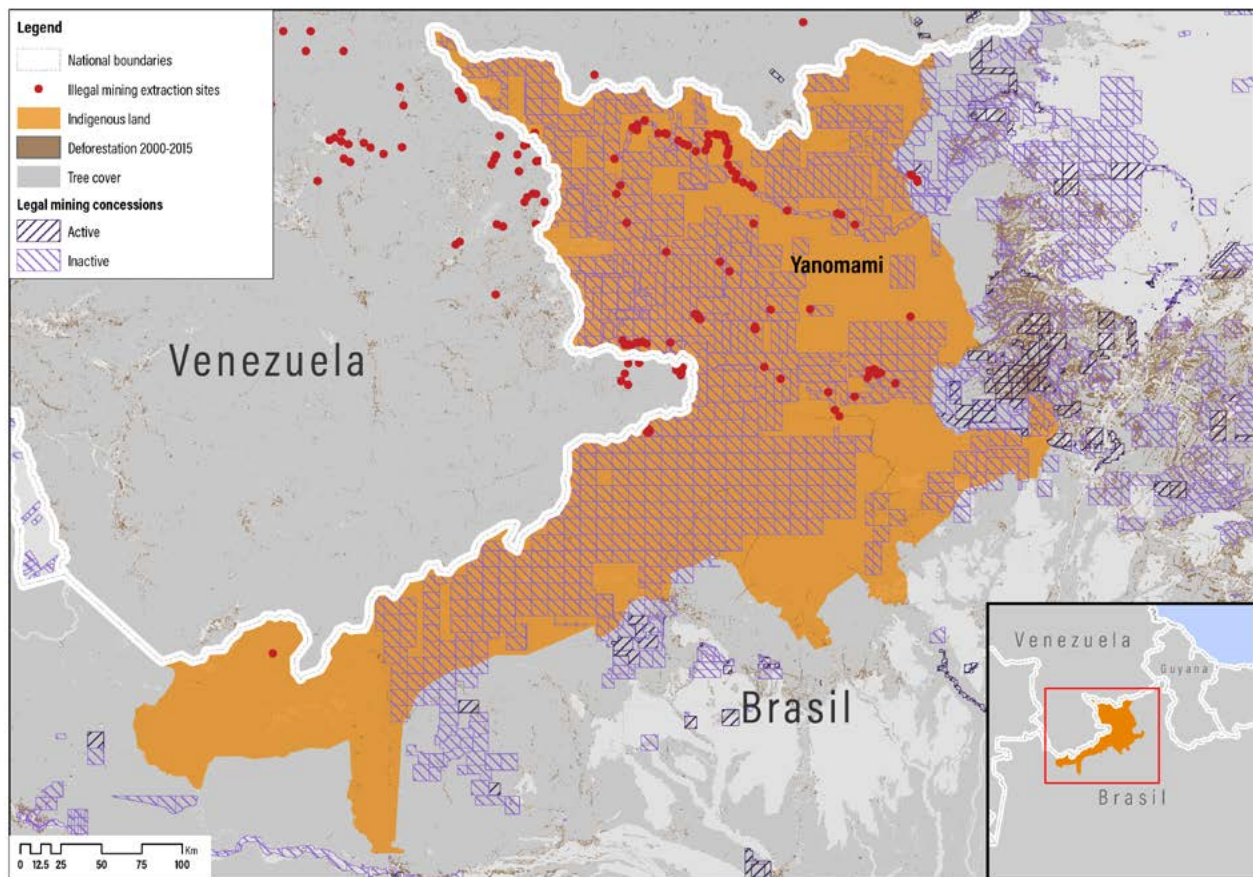 Legend
National boundaries
Illegal mining extraction sites
Indigenous land
Deforestation 2000-2015
Tree cover
Legal mining concessions
Active
Inactive
Yanomami
Venezuela
Brasil
Km
0 12.5 25 50 75 100
Venezuela
Guyana
Brasil